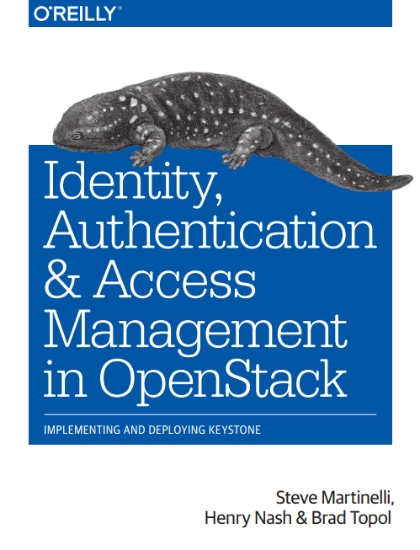 O'REILLY®
Identity,
Authentication
& Access
Management
in OpenStack
IMPLEMENTING AND DEPLOYING KEYSTONE
Steve Martinelli,
Henry Nash & Brad Topol